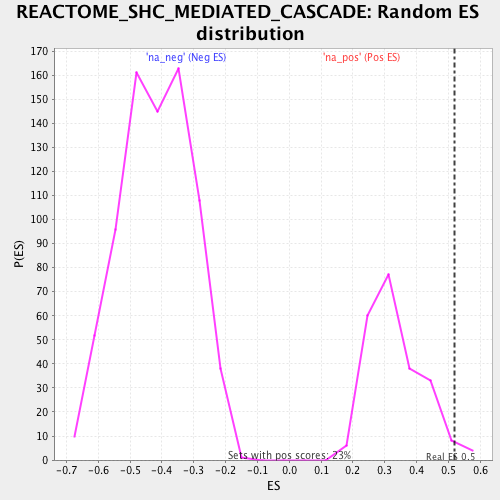 REACTOME_SHC_MEDIATED_CASCADE: Random ES
distribution
'na_neg' (Neg ES)
'na_pos' (Pos ES)
170
160
150
140
130
120
110
100
90
80
70
60
50
40
30
20
10
0
P(ES)
Sets with pos scores: 23%
Real ES 0.5
-0.7 -0.6 -0.5 -0.4 -0.3 -0.2 -0.1 0.0 0.1 0.2 0.3 0.4 0.5 0.6
ES